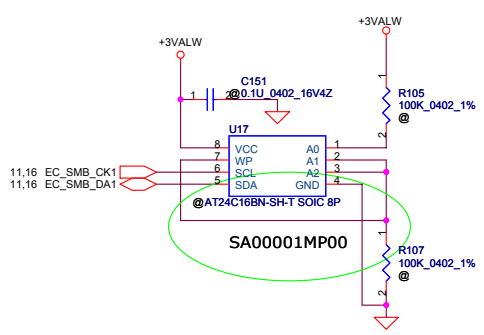 +3VALW
+3VALW
C151
1 2
@0.1U_0402_16V4Z
1
R105
100K_0402_1%
@
2
U17
8 VCC A0 1
7 WP A1 2
6 SCL A2 3
5 SDA GND 4
11,16 EC_SMB_CK1
11,16 EC_SMB_DA1
@AT24C16BN-SH-T SOIC 8P
SA00001MP00
1
R107
100K_0402_1%
@
2